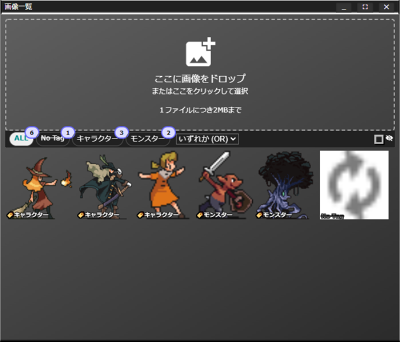 画像一覧
ここに画像をドロップ
またはここをクリックして選択
1ファイルにつき2MBまで
ALL 6 No Tag 1 キャラクター 3 モンスター 2 いずれか (OR)
キャラクター キャラクター キャラクター モンスター モンスター No Tag